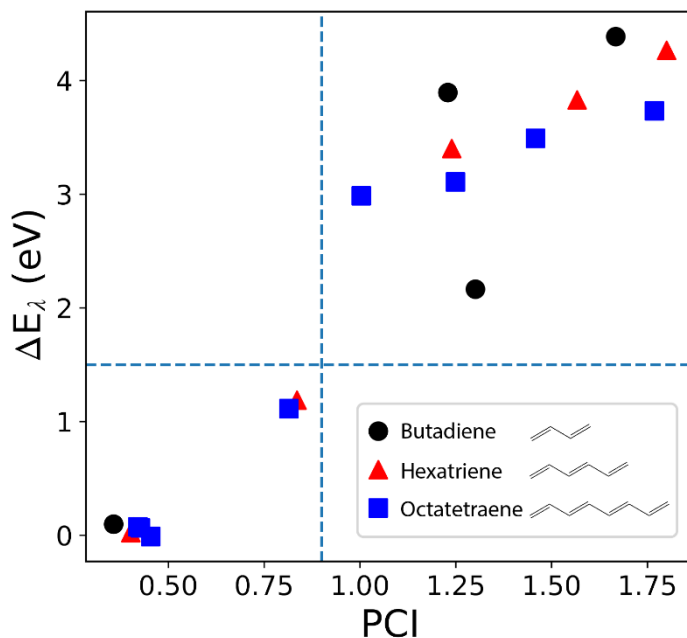 4
3
2
1
0
ΔE_λ (eV)
Butadiene
Hexatriene
Octatetraene
0.50 0.75 1.00 1.25 1.50 1.75
PCI